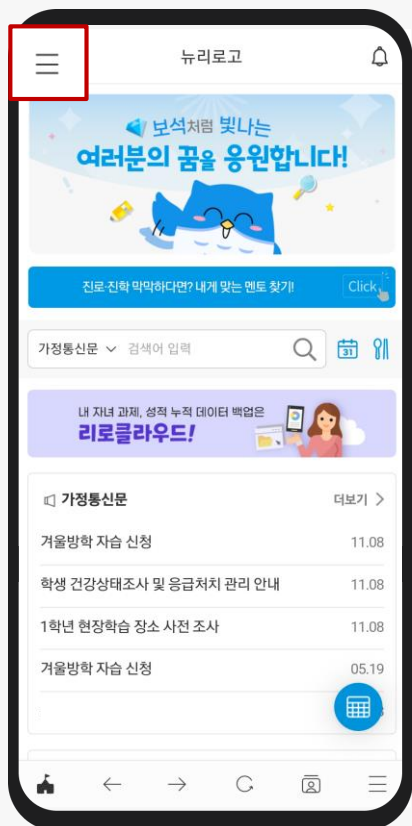 뉴리로고
보석처럼 빛나는
여러분의 꿈을 응원합니다!
진로·진학 막막하다면? 내게 맞는 멘토 찾기! Click
가정통신문 검색어 입력
31
내 자녀 과제, 성적 누적 데이터 백업은
리로클라우드!
가정통신문 더보기
겨울방학 자습 신청 11.08
학생 건강상태조사 및 응급처치 관리 안내 11.08
1학년 현장학습 장소 사전 조사 11.08
겨울방학 자습 신청 05.19